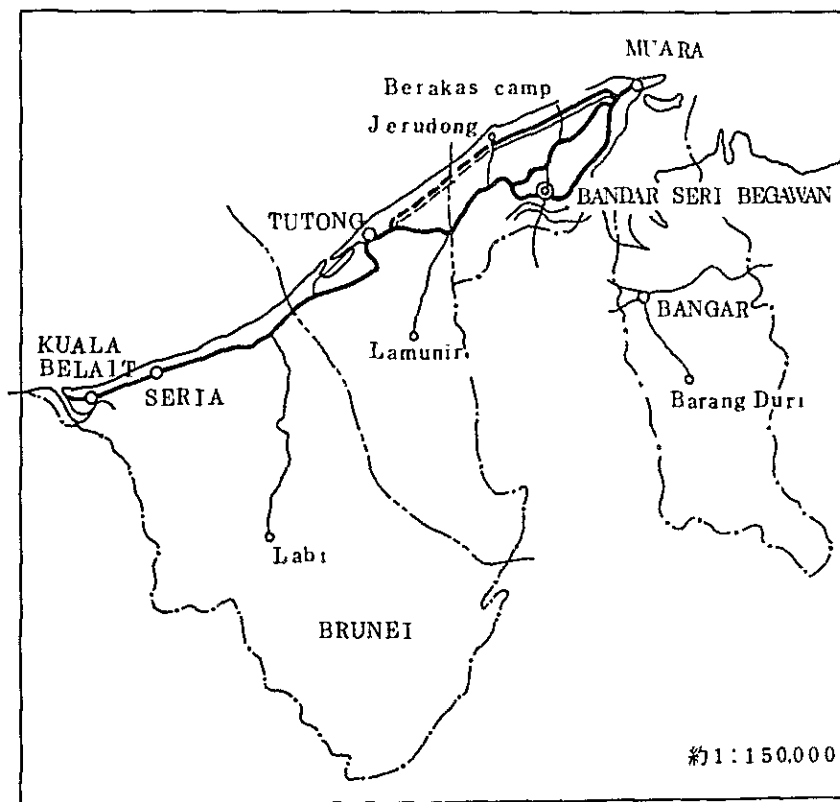 MUARA
Berakas camp
Jerudong
BANDAR SERI BEGAWAN
TUTONG
BANGAR
Lamunir
KUALA
BELAIT
SERIA
Barang Duri
Labi
BRUNEI
約1:150,000